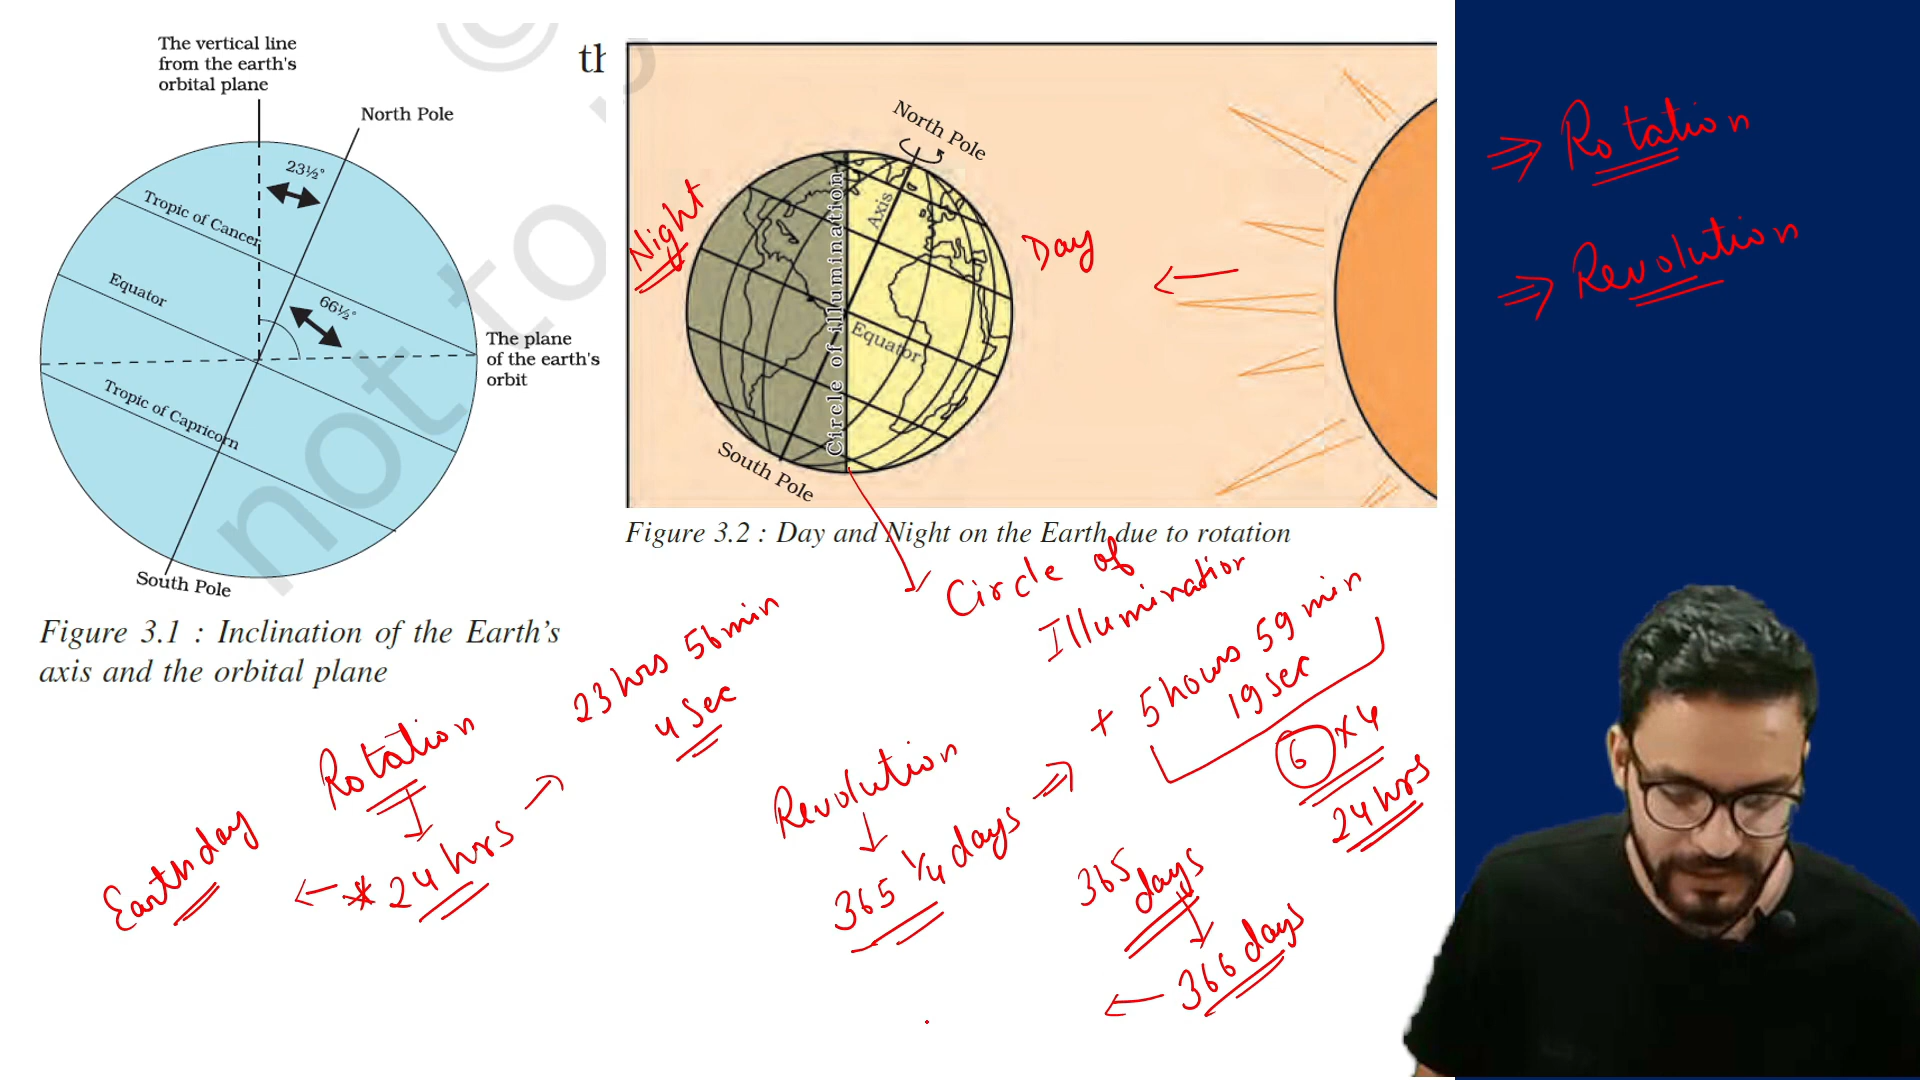 The vertical line
from the earth's
orbital plane
North Pole
23½°
Tropic of Cancer
Equator
66½°
The plane
of the earth's
orbit
Tropic of Capricorn
South Pole
Figure 3.1 : Inclination of the Earth's
axis and the orbital plane
not to
th
North Pole
Axis
Circle of illumination
Equator
South Pole
Night
Day
Figure 3.2 : Day and Night on the Earth due to rotation
Circle of
Illumination
⇒ Rotation
⇒ Revolution
Rotation
* 24 hrs
Earth day
23 hrs 56 min
4 Sec
Revolution
365 1/4 days
+ 5 hours 59 min
19 sec
6 × 4
24 hrs
365 days
366 days